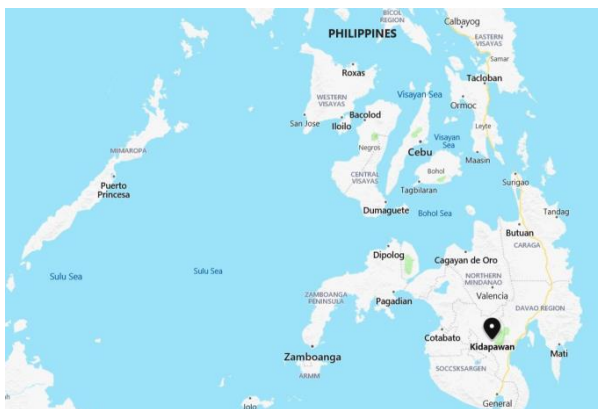 BICOL
REGION
Calbayog
PHILIPPINES
EASTERN
VISAYAS
Samar
Roxas
Tacloban
WESTERN
VISAYAS
Visayan Sea
Ormoc
San Jose
Iloilo
Bacolod
Leyte
Visayan
Sea
Negros
Cebu
MIMAROPA
Maasin
Bohol
CENTRAL
VISAYAS
Puerto
Princesa
Tagbilaran
Surigao
Dumaguete
Bohol Sea
Tandag
Butuan
CARAGA
Dipolog
Cagayan de Oro
Sulu Sea
Sulu Sea
NORTHERN
MINDANAO
ZAMBOANGA
PENINSULA
Pagadian
Valencia
DAVAO REGION
Cotabato
Kidapawan
Zamboanga
Mati
SOCCSKSARGEN
ARMM
Jolo
General